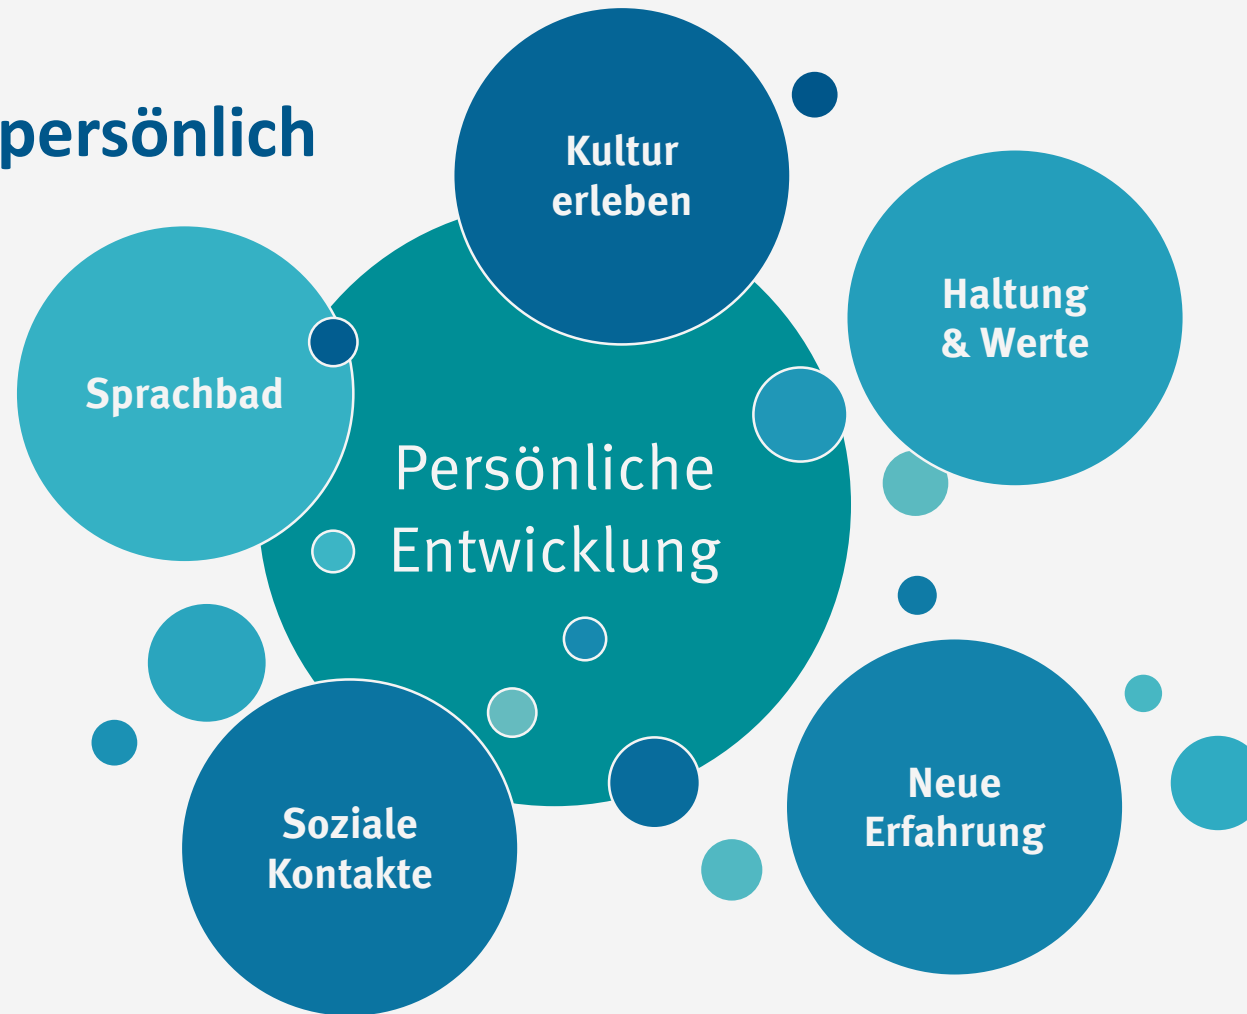 persönlich
Kultur
erleben
Haltung
& Werte
Sprachbad
Persönliche
Entwicklung
Neue
Erfahrung
Soziale
Kontakte